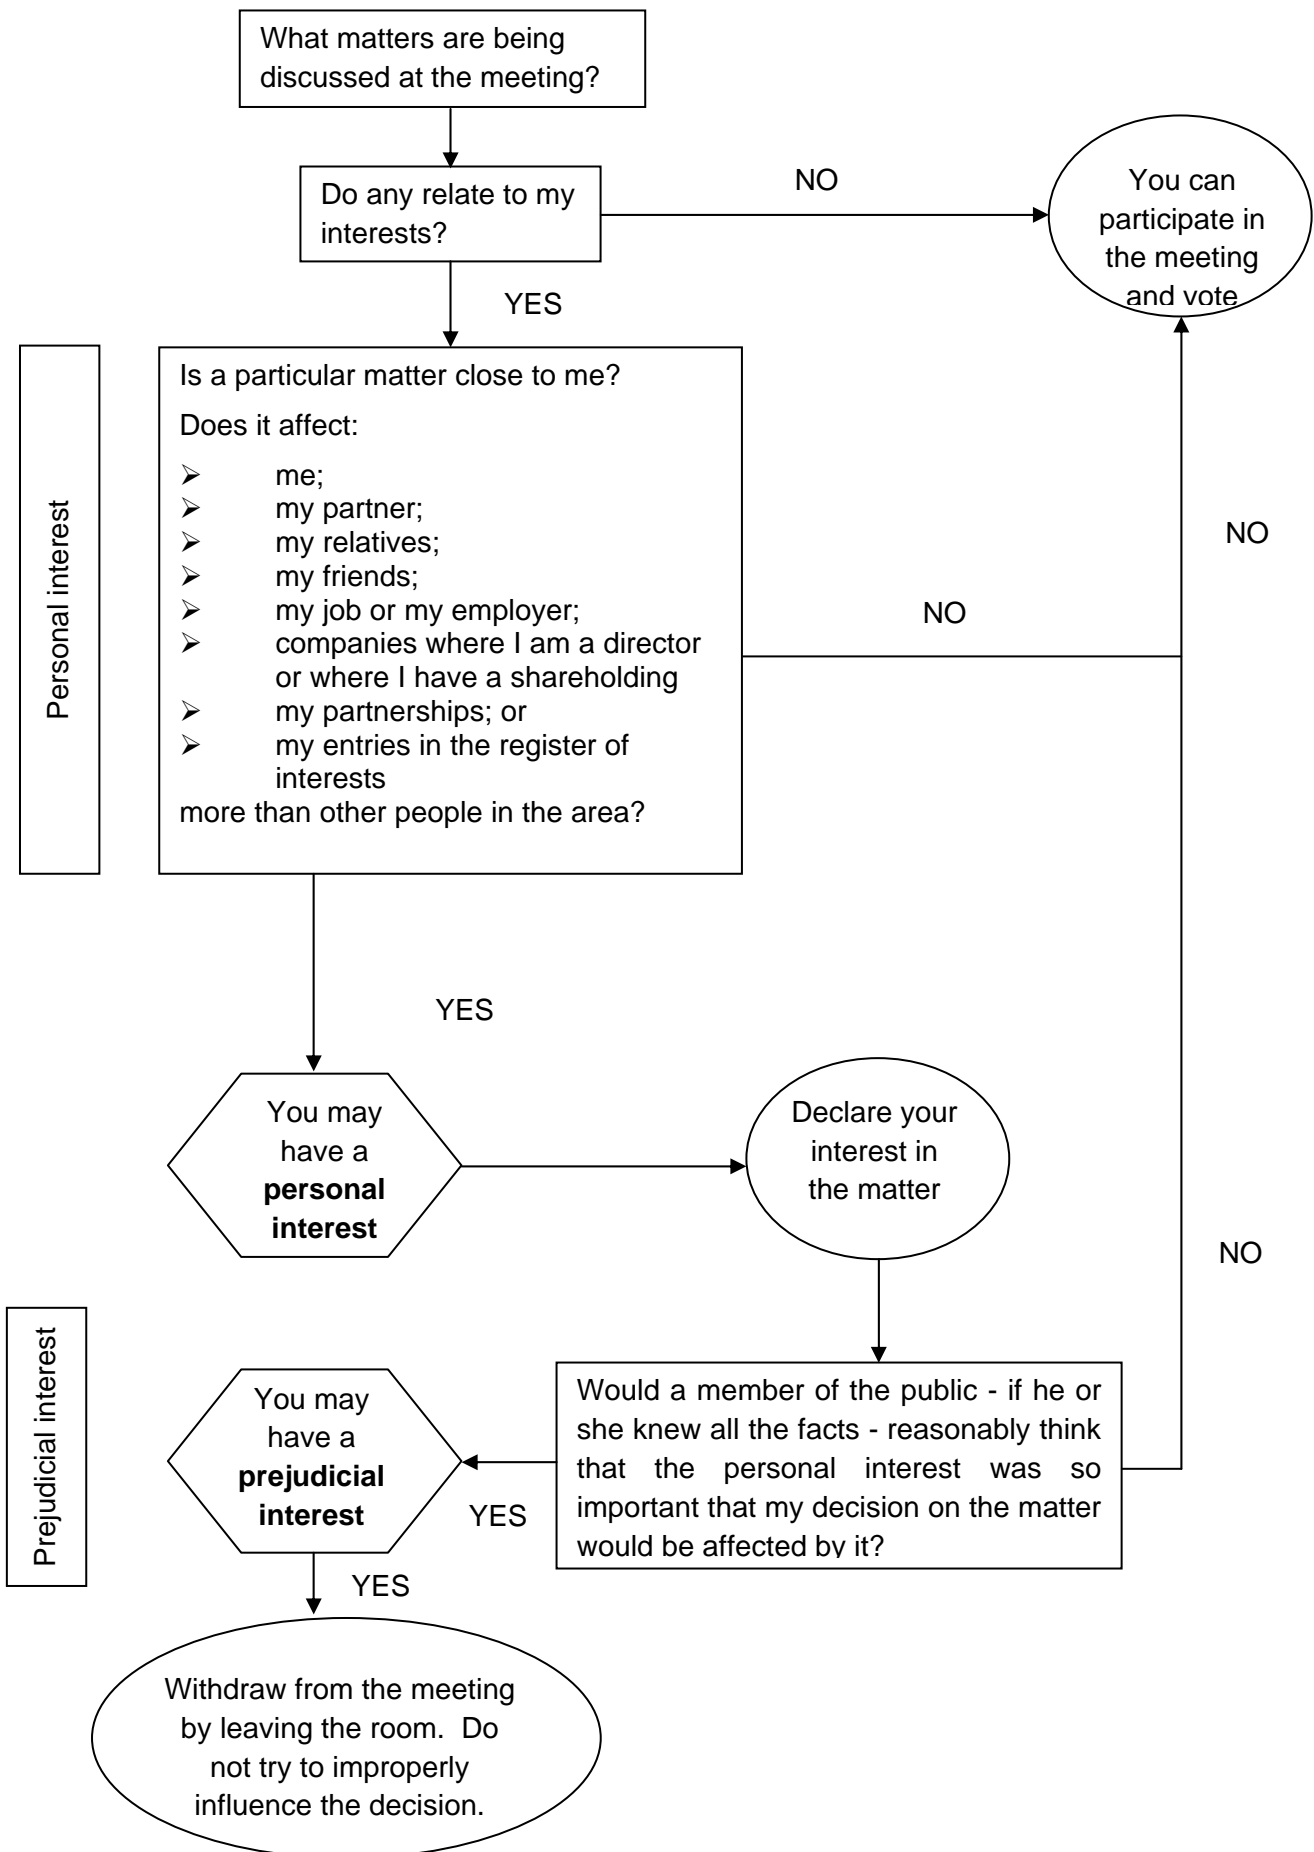 What matters are being
discussed at the meeting?
Do any relate to my
interests?
NO
You can
participate in
the meeting
and vote
YES
Personal interest
Is a particular matter close to me?
Does it affect:
➢ me;
➢ my partner;
➢ my relatives;
➢ my friends;
➢ my job or my employer;
➢ companies where I am a director
or where I have a shareholding
➢ my partnerships; or
➢ my entries in the register of
interests
more than other people in the area?
NO
NO
YES
You may
have a
personal
interest
Declare your
interest in
the matter
NO
Prejudicial interest
You may
have a
prejudicial
interest
YES
Would a member of the public - if he or
she knew all the facts - reasonably think
that the personal interest was so
important that my decision on the matter
would be affected by it?
YES
Withdraw from the meeting
by leaving the room. Do
not try to improperly
influence the decision.